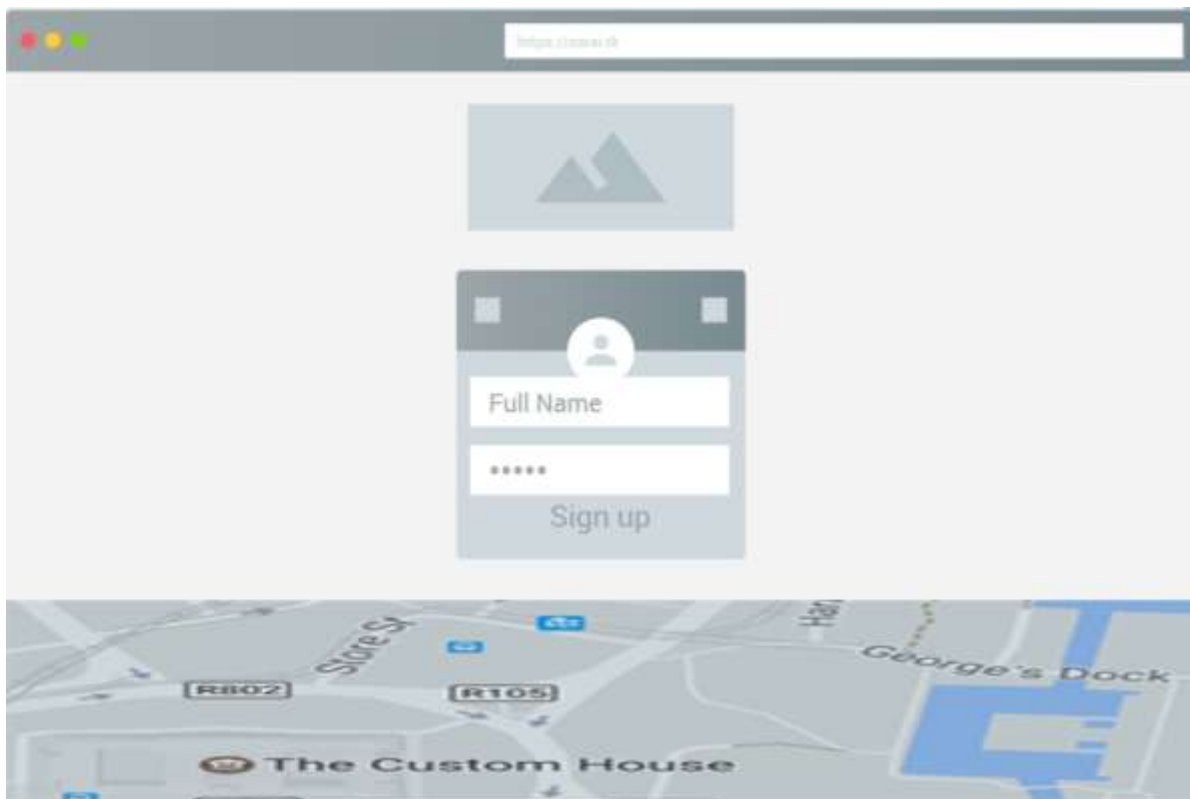 Full Name
•••••
Sign up
Store St
George's Dock
R802
R105
The Custom House